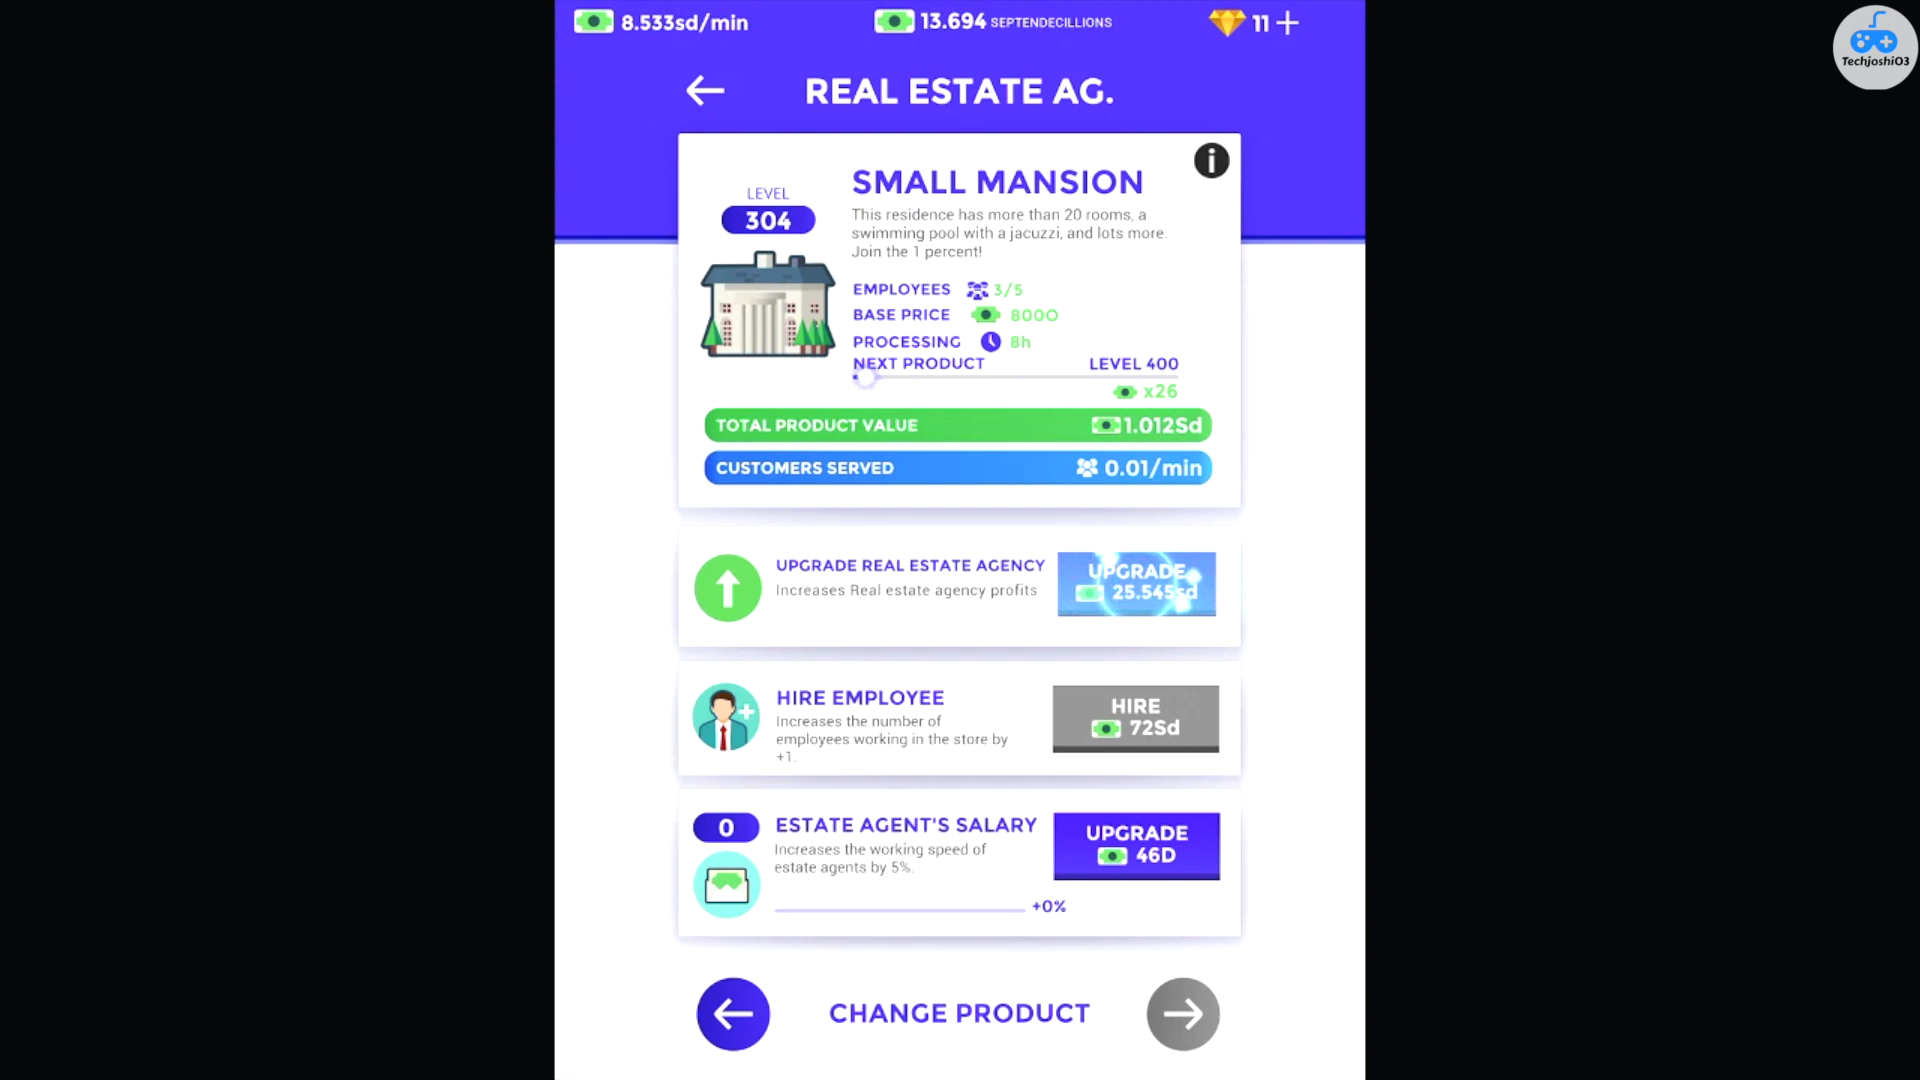 8.533sd/min
13.694 SEPTENDECILLIONS
11
TechjoshiO3
REAL ESTATE AG.
LEVEL
304
SMALL MANSION
This residence has more than 20 rooms, a
swimming pool with a jacuzzi, and lots more.
Join the 1 percent!
EMPLOYEES 3/5
BASE PRICE 800O
PROCESSING 8h
NEXT PRODUCT LEVEL 400
x26
TOTAL PRODUCT VALUE 1.012Sd
CUSTOMERS SERVED 0.01/min
UPGRADE REAL ESTATE AGENCY
Increases Real estate agency profits
UPGRADE
25.545sd
HIRE EMPLOYEE
Increases the number of
employees working in the store by
+1.
HIRE
72Sd
0
ESTATE AGENT'S SALARY
Increases the working speed of
estate agents by 5%.
+0%
UPGRADE
46D
CHANGE PRODUCT